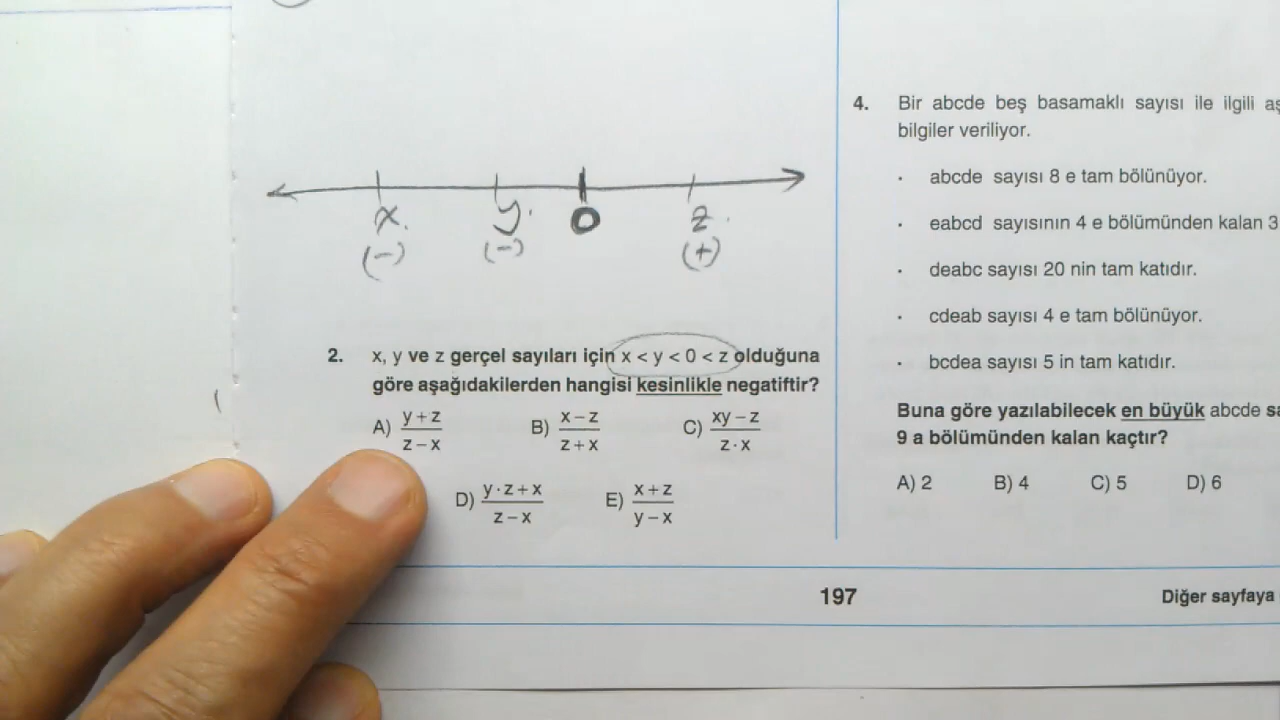 x. y. 0 z.
(-) (-) (+)
2. x, y ve z gerçel sayıları için x < y < 0 < z olduğuna
göre aşağıdakilerden hangisi kesinlikle negatiftir?
A) y + z / z – x B) x – z / z + x C) xy – z / z · x
D) y · z + x / z – x E) x + z / y – x
4. Bir abcde beş basamaklı sayısı ile ilgili
bilgiler veriliyor.
· abcde sayısı 8 e tam bölünüyor.
· eabcd sayısının 4 e bölümünden kalan 3
· deabc sayısı 20 nin tam katıdır.
· cdeab sayısı 4 e tam bölünüyor.
· bcdea sayısı 5 in tam katıdır.
Buna göre yazılabilecek en büyük abcde
9 a bölümünden kalan kaçtır?
A) 2 B) 4 C) 5 D) 6
197
Diğer sayfaya